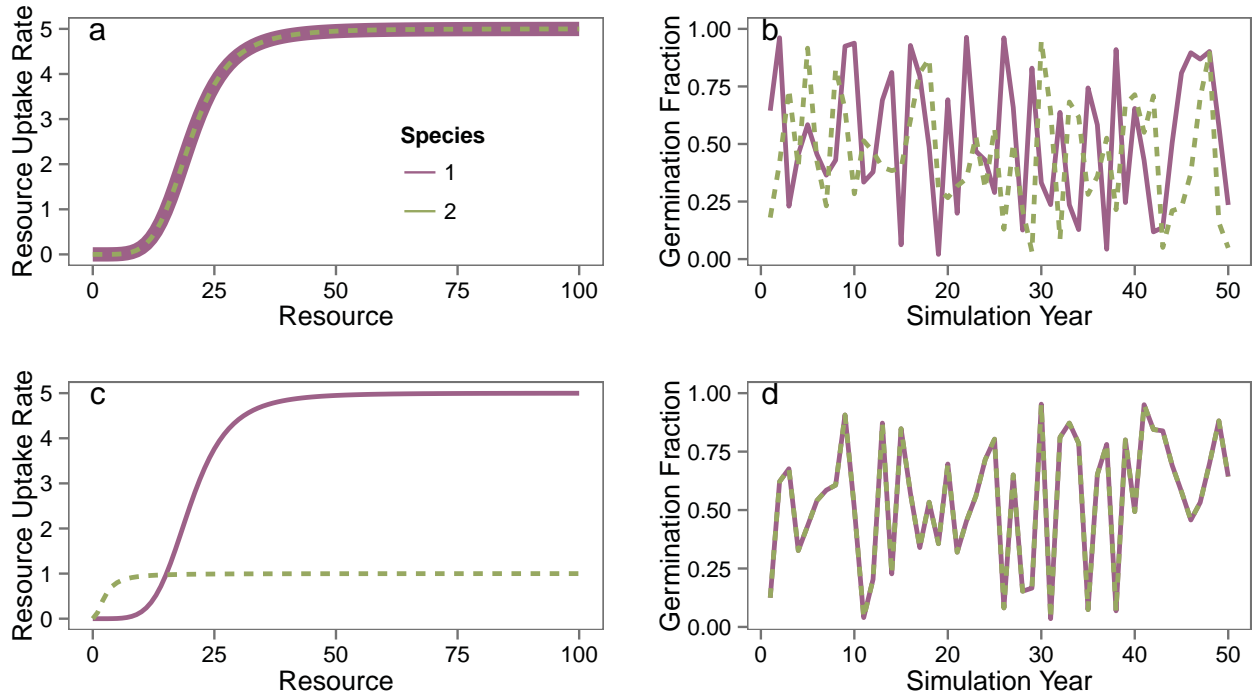 a
Resource Uptake Rate
5
4
3
2
1
0
Species
1
2
0 25 50 75 100
Resource
b
Germination Fraction
1.00
0.75
0.50
0.25
0.00
0 10 20 30 40 50
Simulation Year
c
Resource Uptake Rate
5
4
3
2
1
0
0 25 50 75 100
Resource
d
Germination Fraction
1.00
0.75
0.50
0.25
0.00
0 10 20 30 40 50
Simulation Year